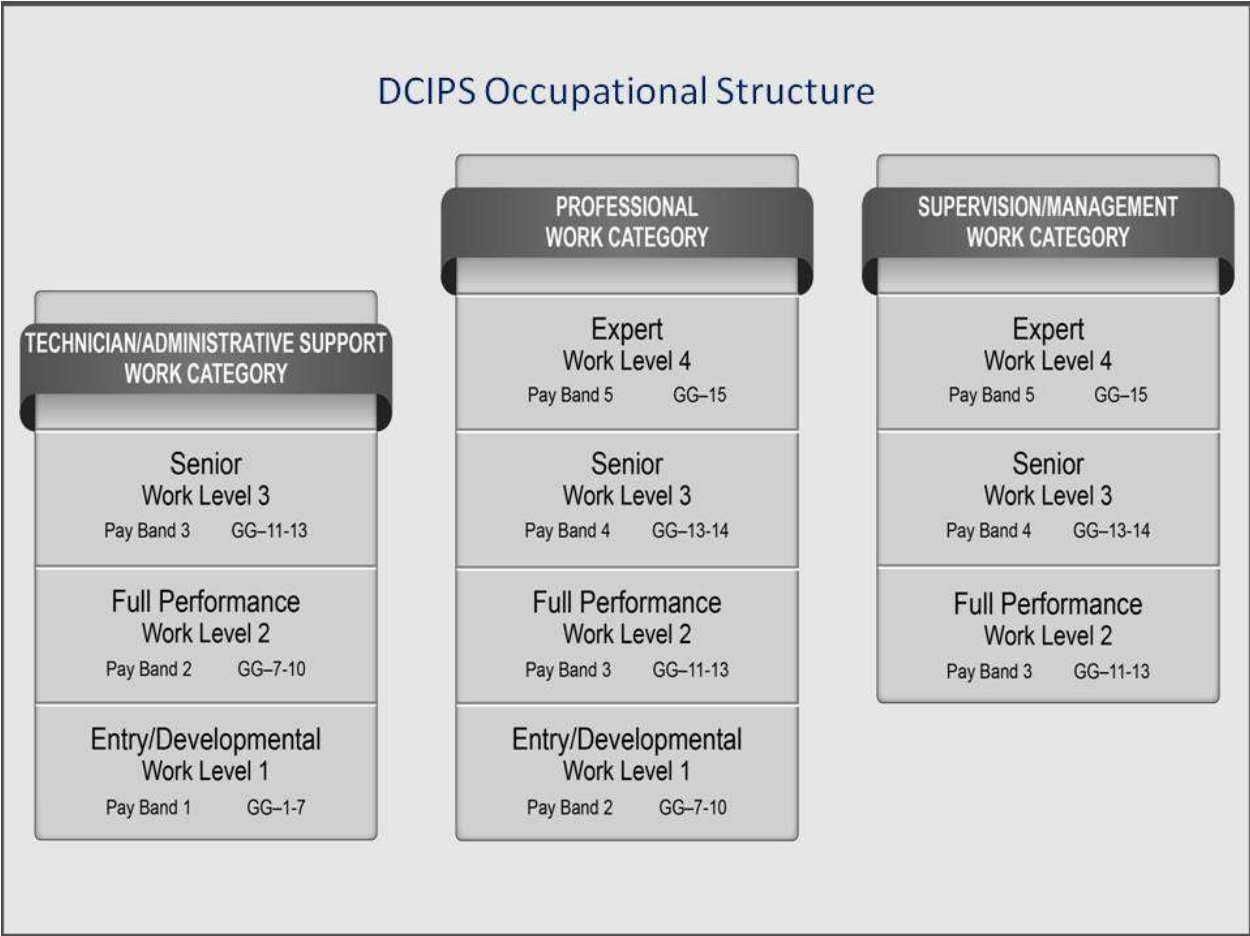 DCIPS Occupational Structure
TECHNICIAN/ADMINISTRATIVE SUPPORT
WORK CATEGORY
Senior
Work Level 3
Pay Band 3 GG–11-13
Full Performance
Work Level 2
Pay Band 2 GG–7-10
Entry/Developmental
Work Level 1
Pay Band 1 GG–1-7
PROFESSIONAL
WORK CATEGORY
Expert
Work Level 4
Pay Band 5 GG–15
Senior
Work Level 3
Pay Band 4 GG–13-14
Full Performance
Work Level 2
Pay Band 3 GG–11-13
Entry/Developmental
Work Level 1
Pay Band 2 GG–7-10
SUPERVISION/MANAGEMENT
WORK CATEGORY
Expert
Work Level 4
Pay Band 5 GG–15
Senior
Work Level 3
Pay Band 4 GG–13-14
Full Performance
Work Level 2
Pay Band 3 GG–11-13